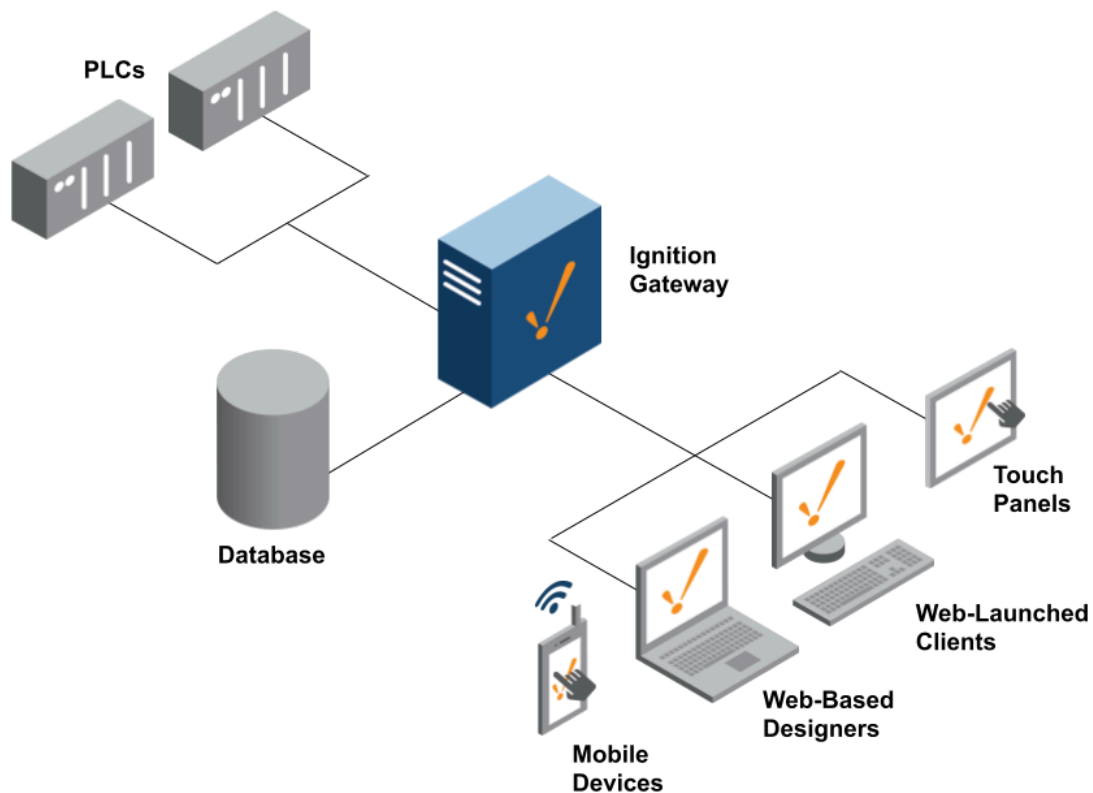 PLCs
Ignition
Gateway
Database
Touch
Panels
Web-Launched
Clients
Web-Based
Designers
Mobile
Devices